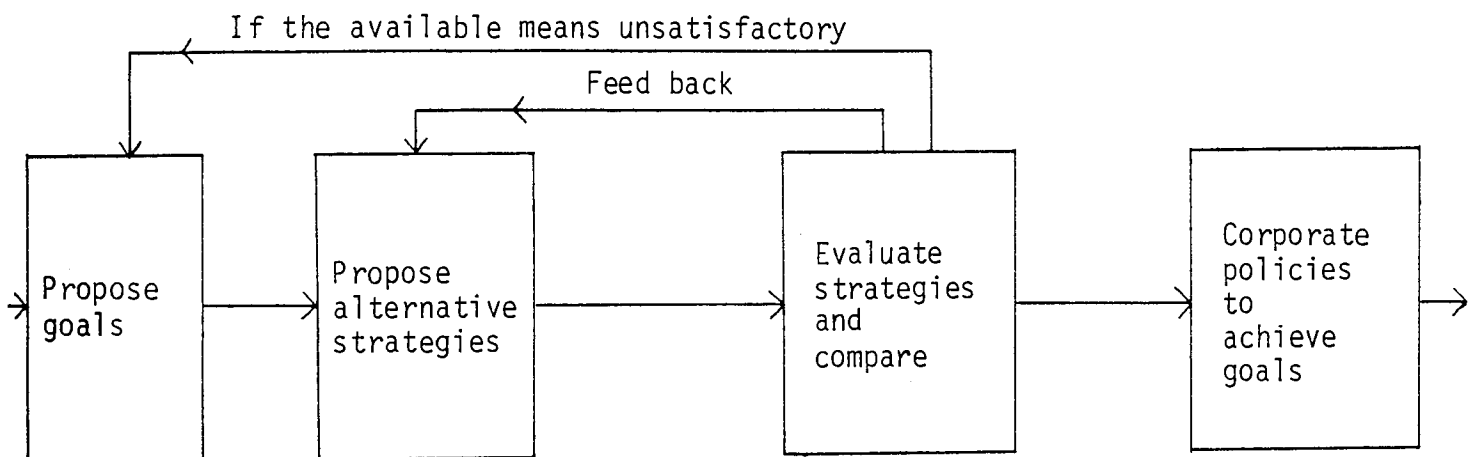 If the available means unsatisfactory
Feed back
Propose
goals
Propose
alternative
strategies
Evaluate
strategies
and
compare
Corporate
policies
to
achieve
goals